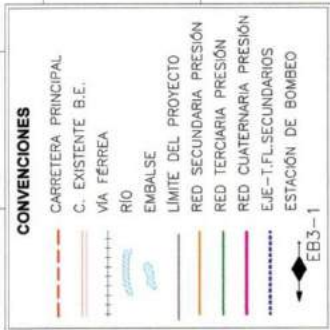 CONVENCIONES
CARRETERA PRINCIPAL
C. EXISTENTE B.E.
VÍA FÉRREA
RÍO
EMBALSE
LÍMITE DEL PROYECTO
RED SECUNDARIA PRESIÓN
RED TERCIARIA PRESIÓN
RED CUATERNARIA PRESIÓN
EJE-T.FL.SECUNDARIOS
ESTACIÓN DE BOMBEO
EB3-1